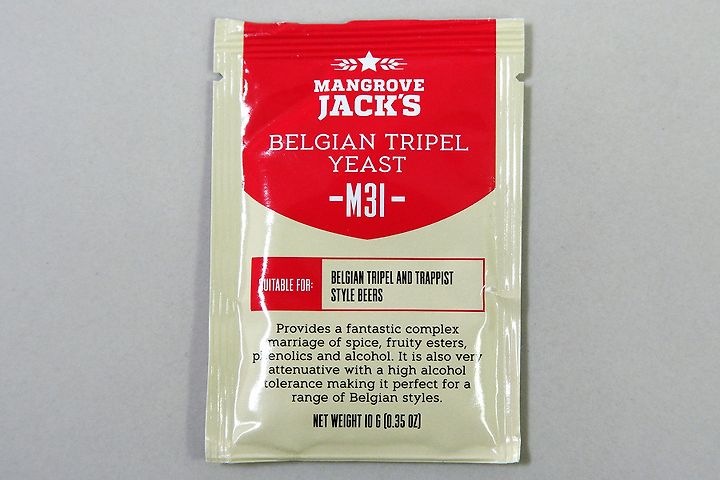 MANGROVE
JACK'S
BELGIAN TRIPEL
YEAST
-M31-
SUITABLE FOR:
BELGIAN TRIPEL AND TRAPPIST
STYLE BEERS
Provides a fantastic complex
marriage of spice, fruity esters,
phenolics and alcohol. It is also very
attenuative with a high alcohol
tolerance making it perfect for a
range of Belgian styles.
NET WEIGHT 10 G (0.35 OZ)